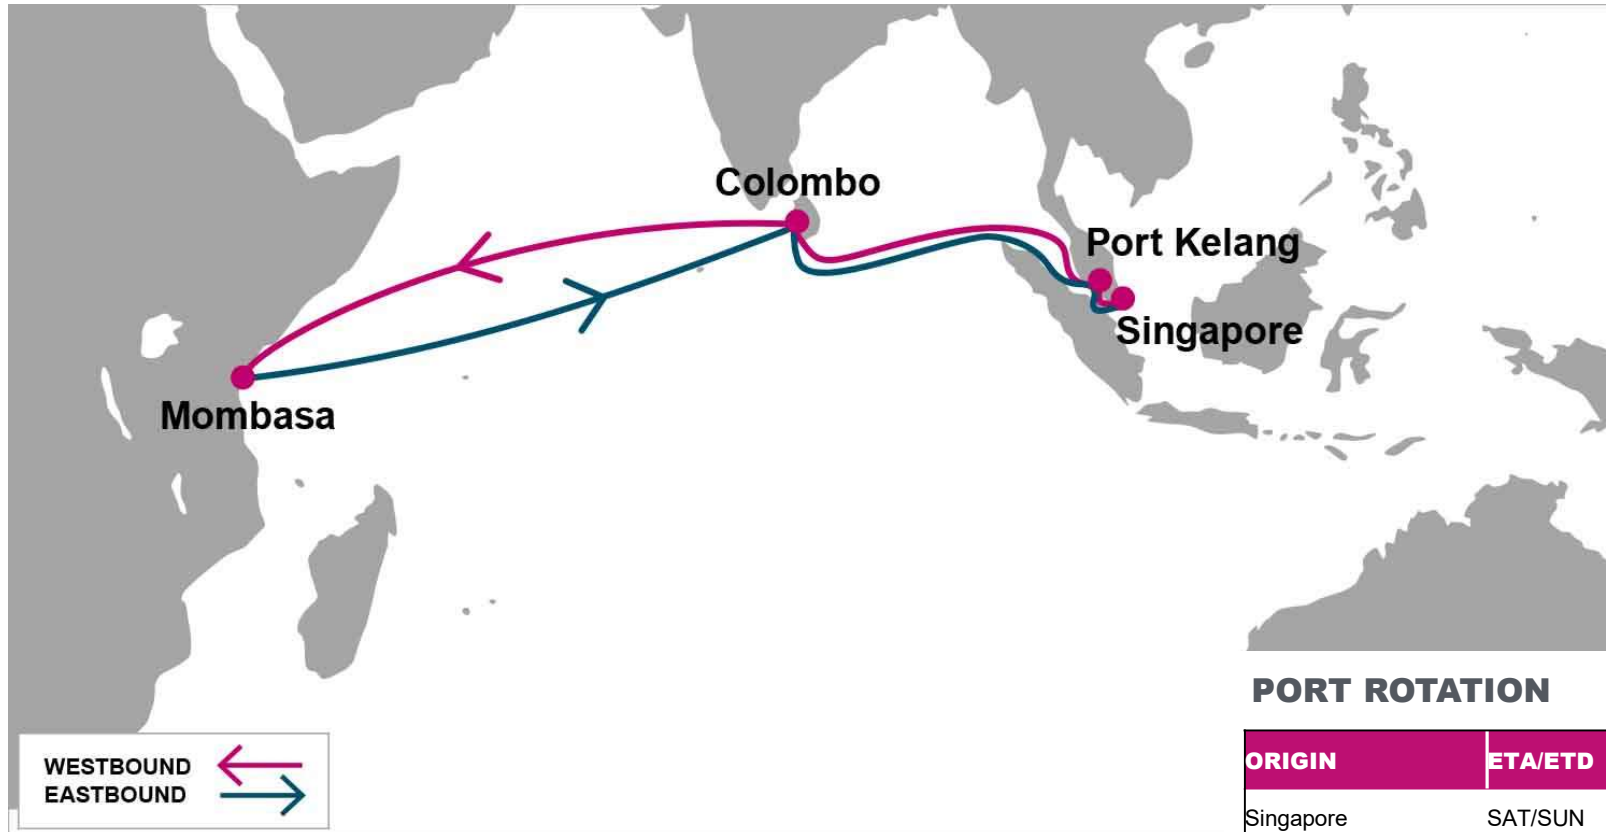 Colombo
Port Kelang
Singapore
Mombasa
PORT ROTATION
WESTBOUND
EASTBOUND
ORIGIN ETA/ETD
Singapore SAT/SUN